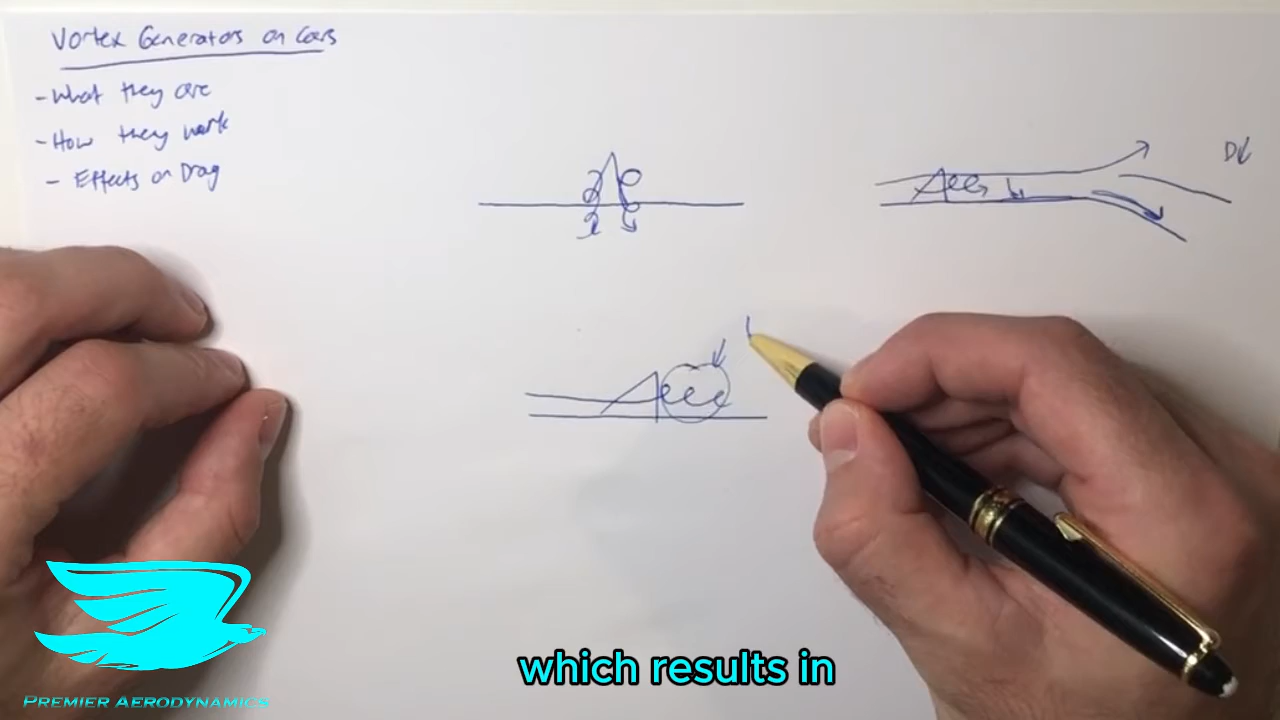 Vortex Generators on Cars
- What they are
- How they work
- Effects on Drag
D↓
which results in
PREMIER AERODYNAMICS